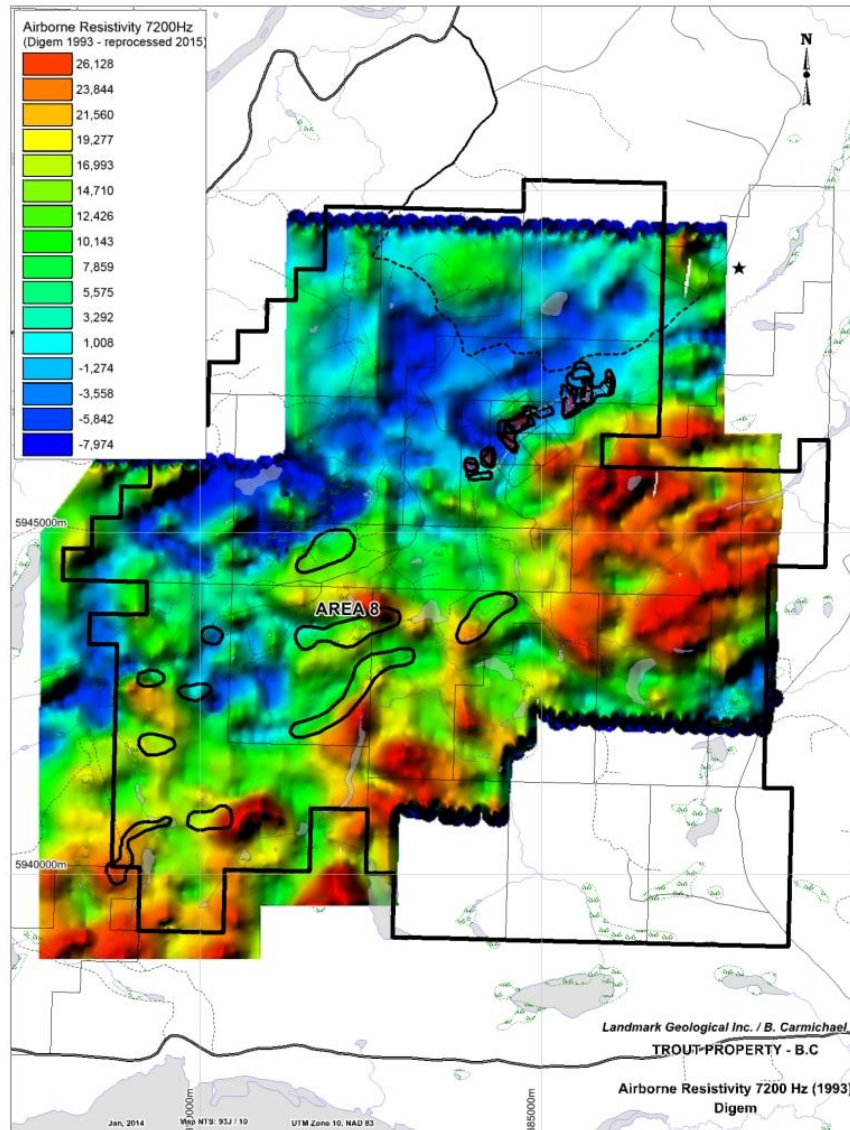 Airborne Resistivity 7200Hz
(Digem 1993 - reprocessed 2015)
26,128
23,844
21,560
19,277
16,993
14,710
12,426
10,143
7,859
5,575
3,292
1,008
-1,274
-3,558
-5,842
-7,974
N
5945000m
AREA 8
5940000m
Landmark Geological Inc. / B. Carmichael
TROUT PROPERTY - B.C
Airborne Resistivity 7200 Hz (1993)
Digem
Jan, 2014
Map NTS: 93J / 10
UTM Zone 10, NAD 83